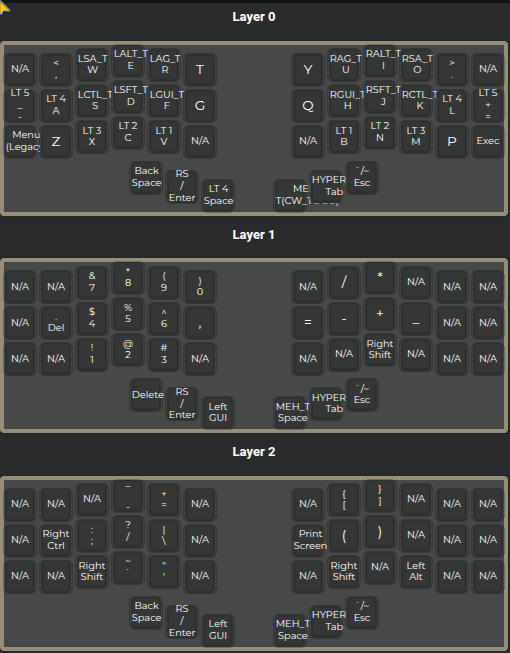 Layer 0
N/A
<
,
LSA_T
W
LALT_T
E
LAG_T
R
T
Y
RAG_T
U
RALT_T
I
RSA_T
O
>
.
N/A
LT 5
_
-
LT 4
A
LCTL_T
S
LSFT_T
D
LGUI_T
F
G
Q
RGUI_T
H
RSFT_T
J
RCTL_T
K
LT 4
L
LT 5
+
=
Menu
(Legacy
Z
LT 3
X
LT 2
C
LT 1
V
N/A
N/A
LT 1
B
LT 2
N
LT 3
M
P
Exec
Back
Space
RS
/
Enter
LT 4
Space
ME
T(CW_T
HYPER
Tab
~
Esc
Layer 1
N/A
N/A
&
7
*
8
(
9
)
0
N/A
/
*
N/A
N/A
N/A
N/A
.
Del
$
4
%
5
^
6
,
=
-
+
_
N/A
N/A
N/A
N/A
!
1
@
2
#
3
N/A
N/A
N/A
Right
Shift
N/A
N/A
N/A
Delete
RS
/
Enter
Left
GUI
MEH_T
Space
HYPER
Tab
~
Esc
Layer 2
N/A
N/A
N/A
_
-
+
=
N/A
N/A
{
[
}
]
N/A
N/A
N/A
N/A
Right
Ctrl
:
;
?
/
|
\
N/A
Print
Screen
(
)
N/A
N/A
N/A
N/A
N/A
Right
Shift
~
`
"
'
N/A
N/A
Right
Shift
N/A
Left
Alt
N/A
N/A
Back
Space
RS
/
Enter
Left
GUI
MEH_T
Space
HYPER
Tab
~
Esc